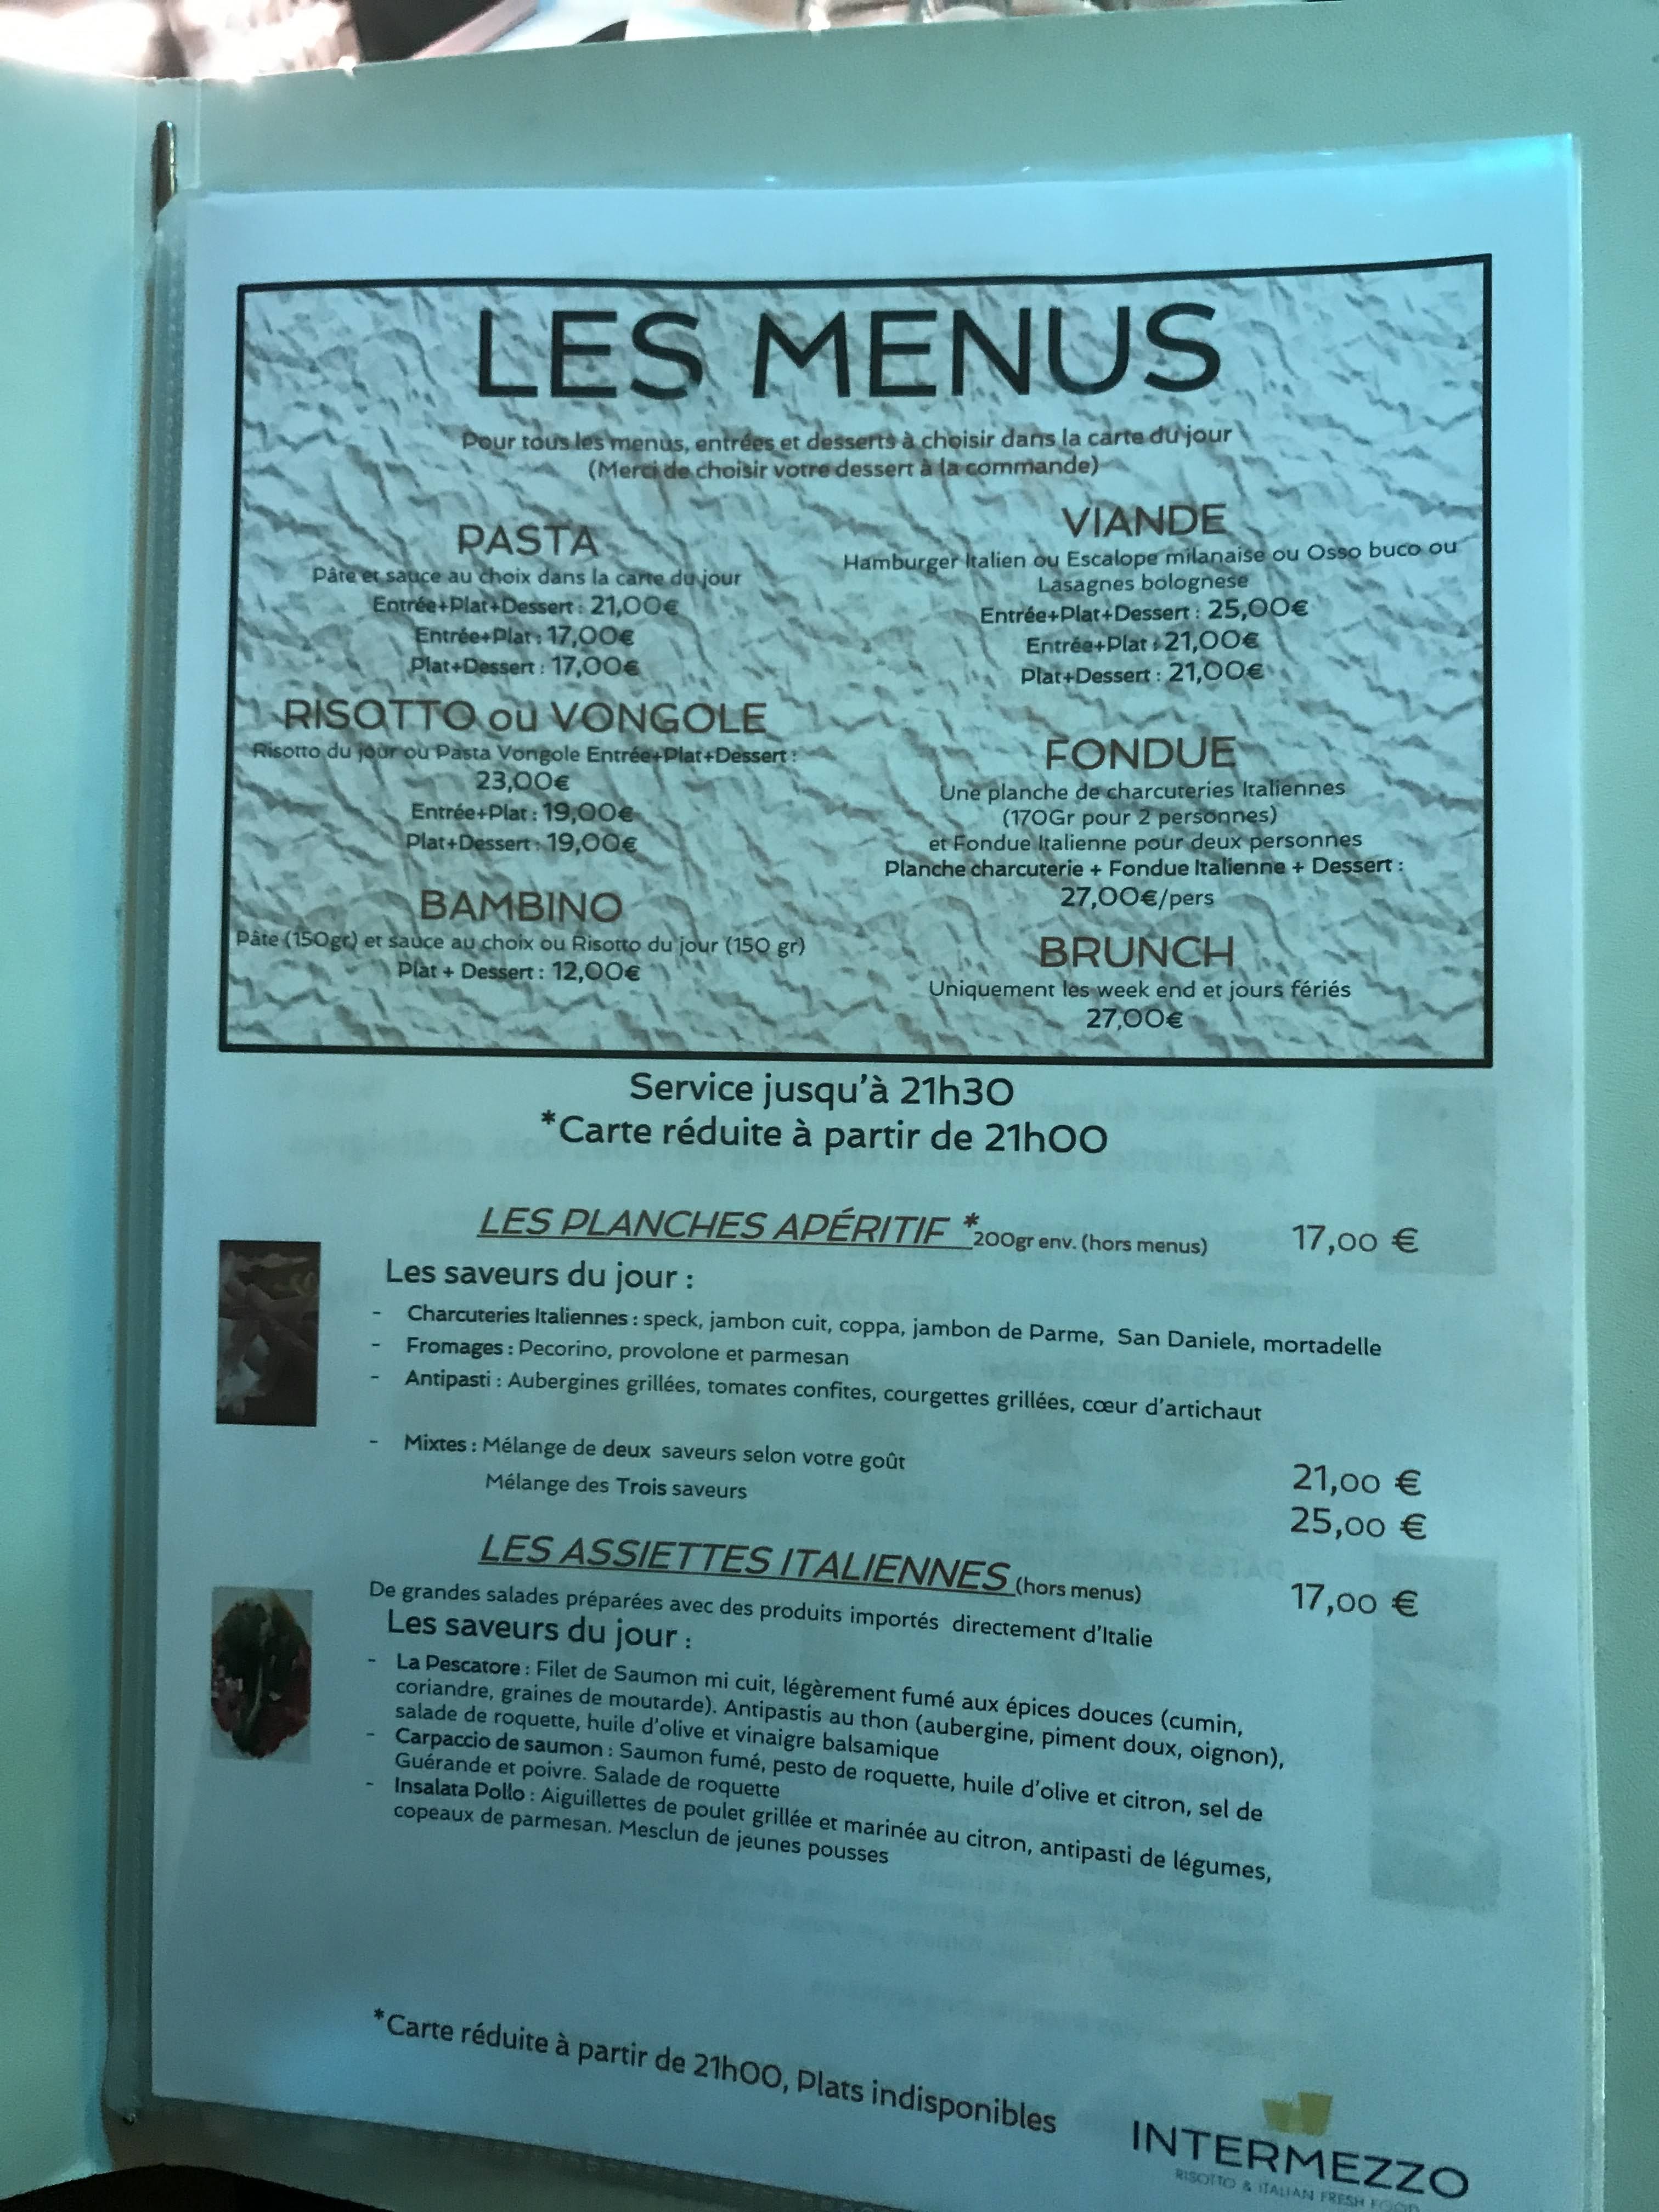 LES MENUS
Pour tous les menus, entrées et desserts à choisir dans la carte du jour
(Merci de choisir votre dessert à la commande)
PASTA
Pâte et sauce au choix dans la carte du jour
Entrée+Plat+Dessert : 21,00€
Entrée+Plat : 17,00€
Plat+Dessert : 17,00€
RISOTTO ou VONGOLE
Risotto du jour ou Pasta Vongole Entrée+Plat+Dessert :
23,00€
Entrée+Plat : 19,00€
Plat+Dessert : 19,00€
BAMBINO
Pâte (150gr) et sauce au choix ou Risotto du jour (150 gr)
Plat + Dessert : 12,00€
VIANDE
Hamburger Italien ou Escalope milanaise ou Osso buco ou
Lasagnes bolognese
Entrée+Plat+Dessert : 25,00€
Entrée+Plat : 21,00€
Plat+Dessert : 21,00€
FONDUE
Une planche de charcuteries Italiennes
(170Gr pour 2 personnes)
et Fondue Italienne pour deux personnes
Planche charcuterie + Fondue Italienne + Dessert :
27,00€/pers
BRUNCH
Uniquement les week end et jours fériés
27,00€
Service jusqu'à 21h30
*Carte réduite à partir de 21h00
LES PLANCHES APÉRITIF *200gr env. (hors menus) 17,00 €
Les saveurs du jour :
- Charcuteries Italiennes : speck, jambon cuit, coppa, jambon de Parme, San Daniele, mortadelle
- Fromages : Pecorino, provolone et parmesan
- Antipasti : Aubergines grillées, tomates confites, courgettes grillées, cœur d'artichaut
- Mixtes : Mélange de deux saveurs selon votre goût 21,00 €
Mélange des Trois saveurs 25,00 €
LES ASSIETTES ITALIENNES (hors menus) 17,00 €
De grandes salades préparées avec des produits importés directement d'Italie
Les saveurs du jour :
- La Pescatore : Filet de Saumon mi cuit, légèrement fumé aux épices douces (cumin,
coriandre, graines de moutarde). Antipastis au thon (aubergine, piment doux, oignon),
salade de roquette, huile d'olive et vinaigre balsamique
- Carpaccio de saumon : Saumon fumé, pesto de roquette, huile d'olive et citron, sel de
Guérande et poivre. Salade de roquette
- Insalata Pollo : Aiguillettes de poulet grillée et marinée au citron, antipasti de légumes,
copeaux de parmesan. Mesclun de jeunes pousses
*Carte réduite à partir de 21h00, Plats indisponibles
INTERMEZZO
RISOTTO & ITALIAN FRESH FOOD